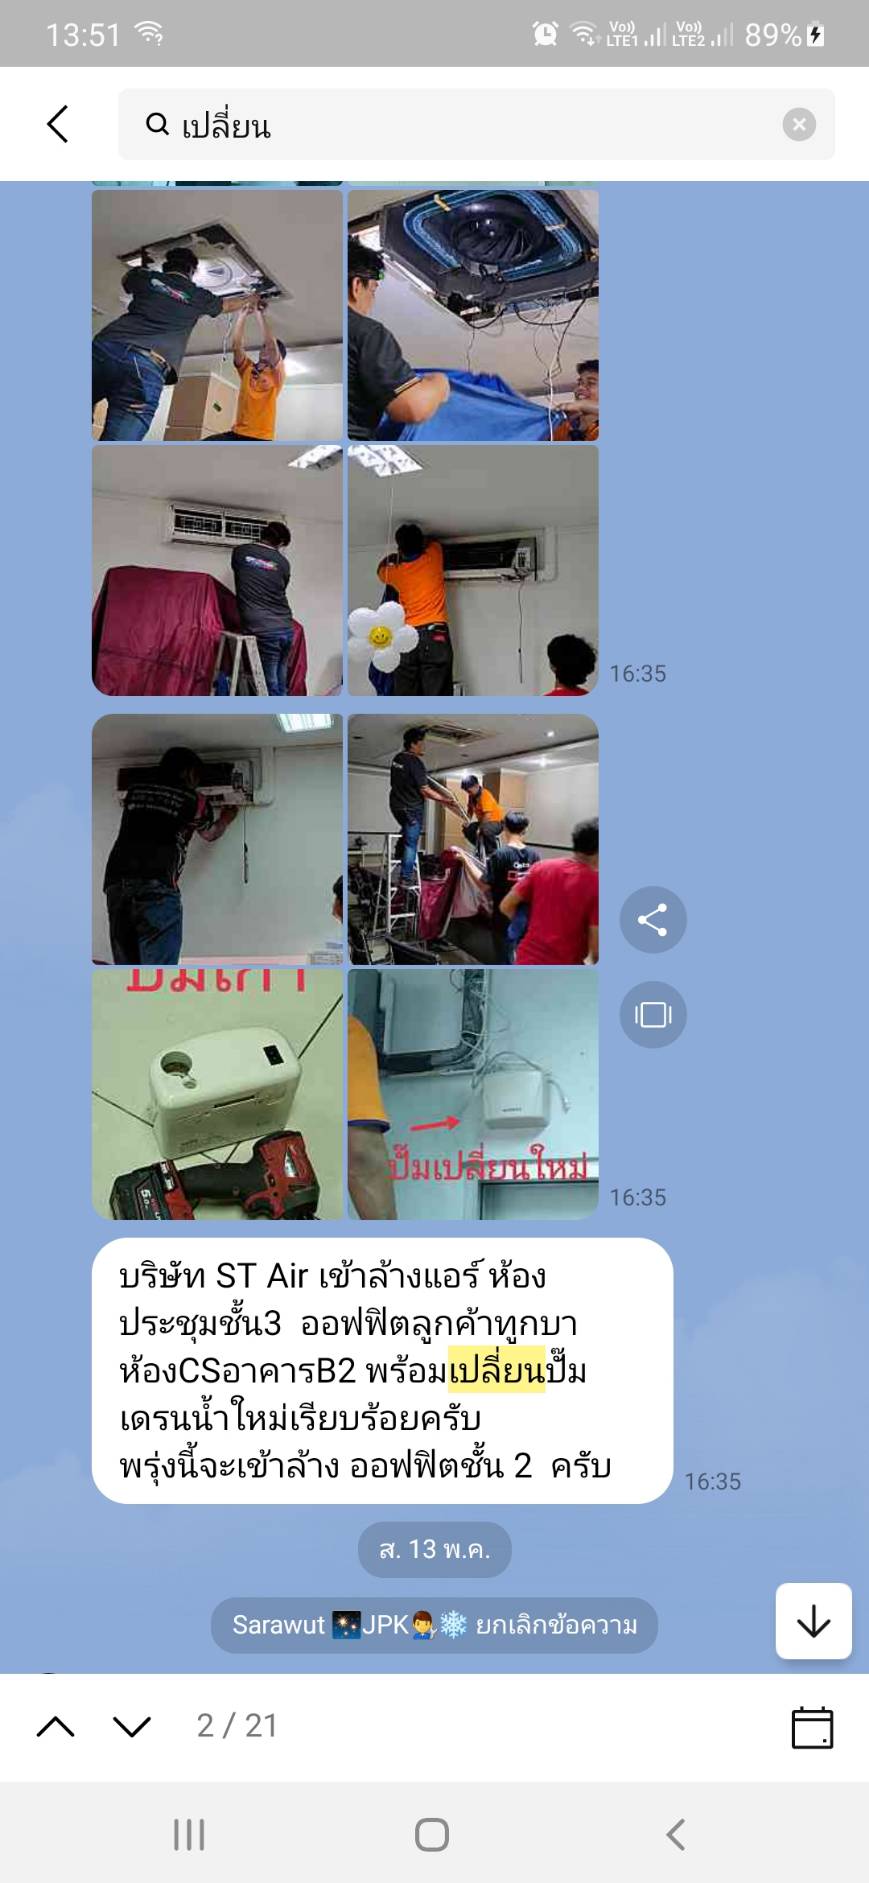 13:51
Vo)) LTE1 Vo)) LTE2 89%
เปลี่ยน
16:35
ปั๊มเก่า
5.0
ปั๊มเปลี่ยนใหม่
16:35
บริษัท ST Air เข้าล้างแอร์ ห้อง
ประชุมชั้น3 ออฟฟิตลูกค้าทูกบา
ห้องCSอาคารB2 พร้อมเปลี่ยนปั๊ม
เดรนน้ำใหม่เรียบร้อยครับ
พรุ่งนี้จะเข้าล้าง ออฟฟิตชั้น 2 ครับ
16:35
ส. 13 พ.ค.
Sarawut 🎇JPK👨‍🔧❄️ ยกเลิกข้อความ
2 / 21